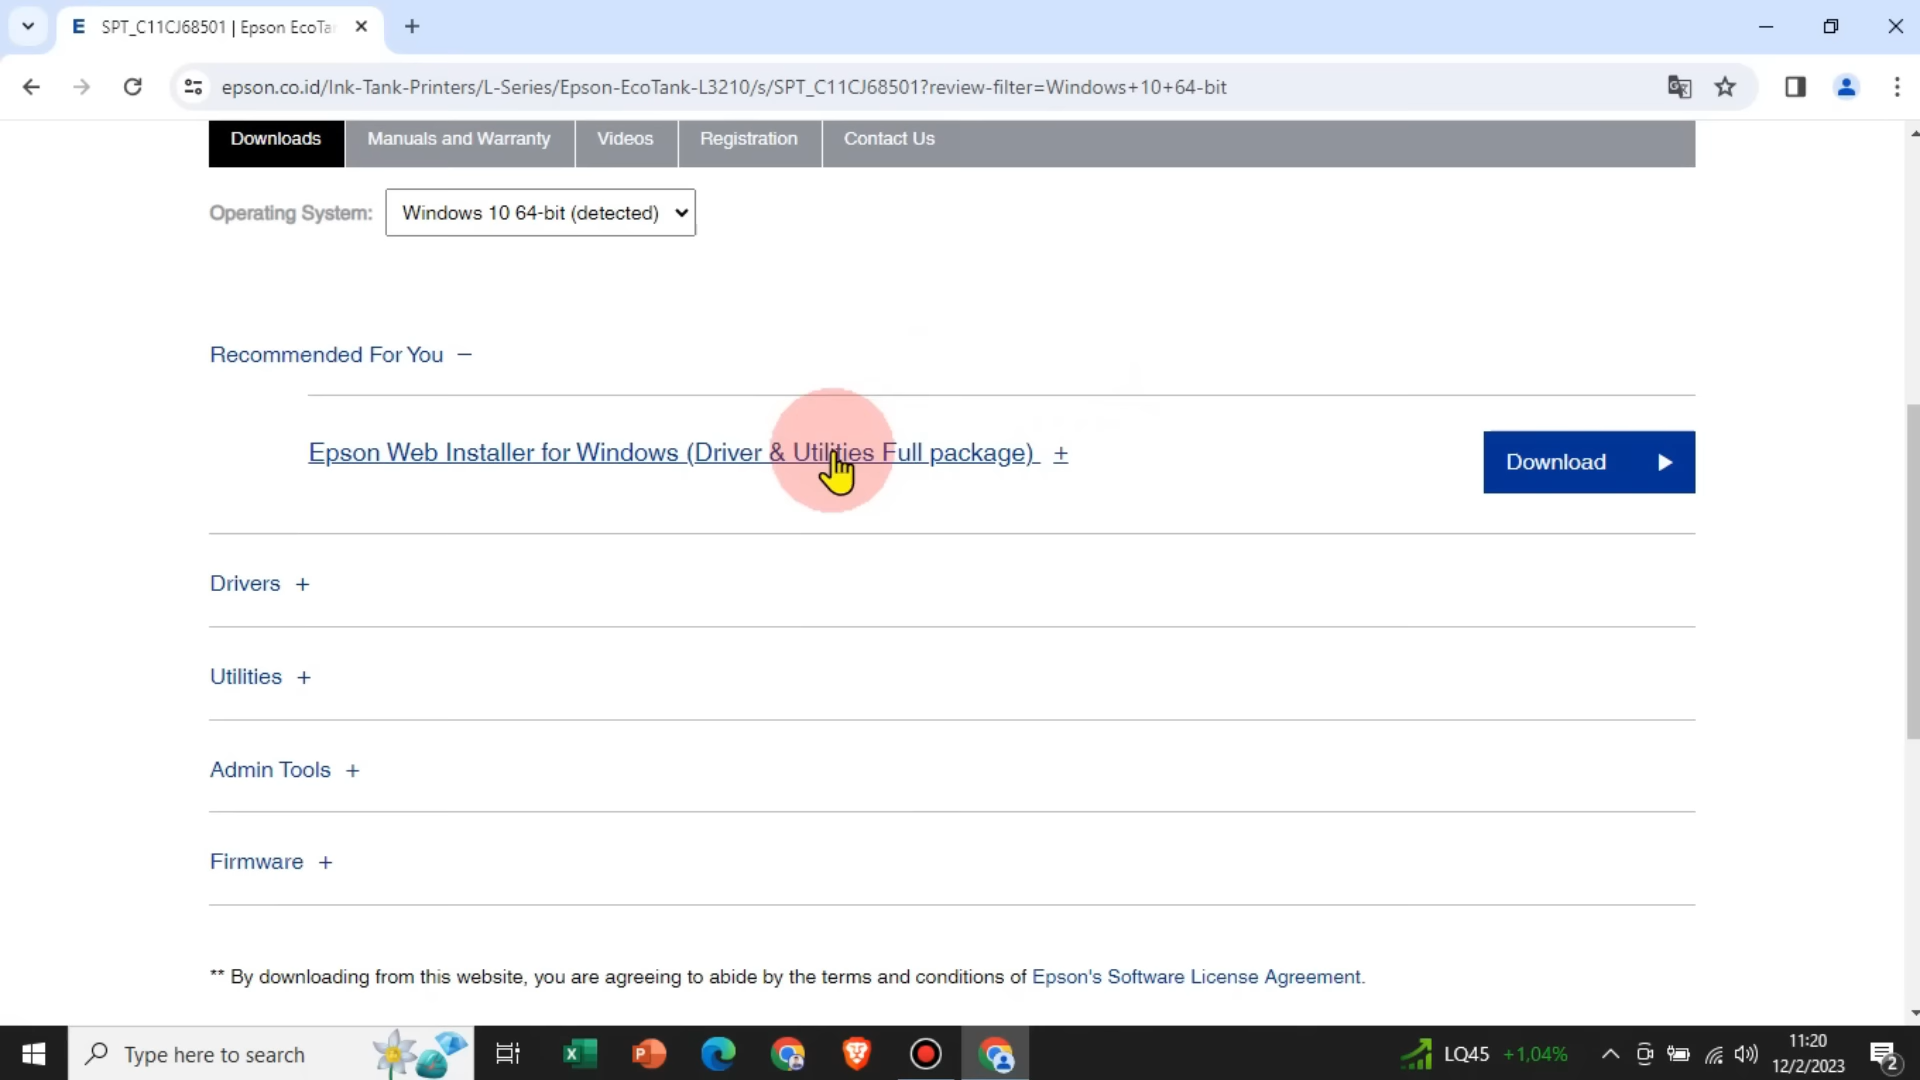 SPT_C11CJ68501 | Epson EcoTa
epson.co.id/Ink-Tank-Printers/L-Series/Epson-EcoTank-L3210/s/SPT_C11CJ68501?review-filter=Windows+10+64-bit
Downloads
Manuals and Warranty
Videos
Registration
Contact Us
Operating System:
Windows 10 64-bit (detected)
Recommended For You −
Epson Web Installer for Windows (Driver & Utilities Full package) +
Download
Drivers +
Utilities +
Admin Tools +
Firmware +
** By downloading from this website, you are agreeing to abide by the terms and conditions of Epson's Software License Agreement.
Type here to search
LQ45 +1,04%
11:20
12/2/2023
2